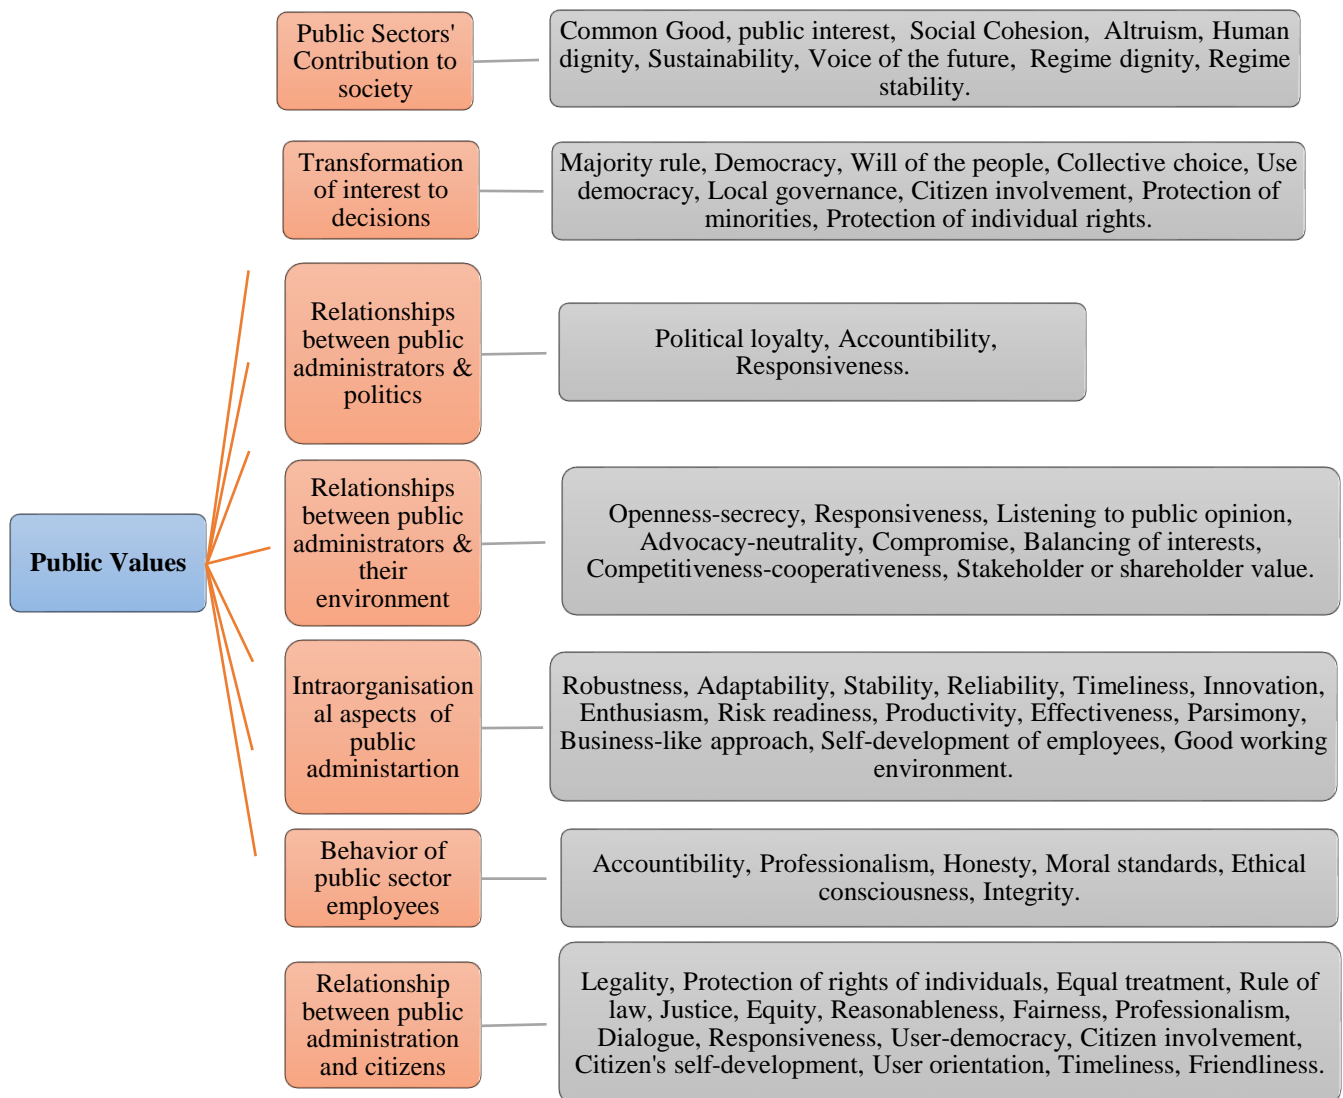 Public Sectors'
Contribution to
society
Common Good, public interest,  Social Cohesion,  Altruism, Human
dignity, Sustainability, Voice of the future,  Regime dignity, Regime
stability.
Transformation
of interest to
decisions
Majority rule, Democracy, Will of the people, Collective choice, Use
democracy, Local governance, Citizen involvement, Protection of
minorities, Protection of individual rights.
Relationships
between public
administrators &
politics
Political loyalty, Accountibility,
Responsiveness.
Public Values
Relationships
between public
administrators &
their
environment
Openness-secrecy, Responsiveness, Listening to public opinion,
Advocacy-neutrality, Compromise, Balancing of interests,
Competitiveness-cooperativeness, Stakeholder or shareholder value.
Intraorganisation
al aspects of
public
administartion
Robustness, Adaptability, Stability, Reliability, Timeliness, Innovation,
Enthusiasm, Risk readiness, Productivity, Effectiveness, Parsimony,
Business-like approach, Self-development of employees, Good working
environment.
Behavior of
public sector
employees
Accountibility, Professionalism, Honesty, Moral standards, Ethical
consciousness, Integrity.
Relationship
between public
administration
and citizens
Legality, Protection of rights of individuals, Equal treatment, Rule of
law, Justice, Equity, Reasonableness, Fairness, Professionalism,
Dialogue, Responsiveness, User-democracy, Citizen involvement,
Citizen's self-development, User orientation, Timeliness, Friendliness.